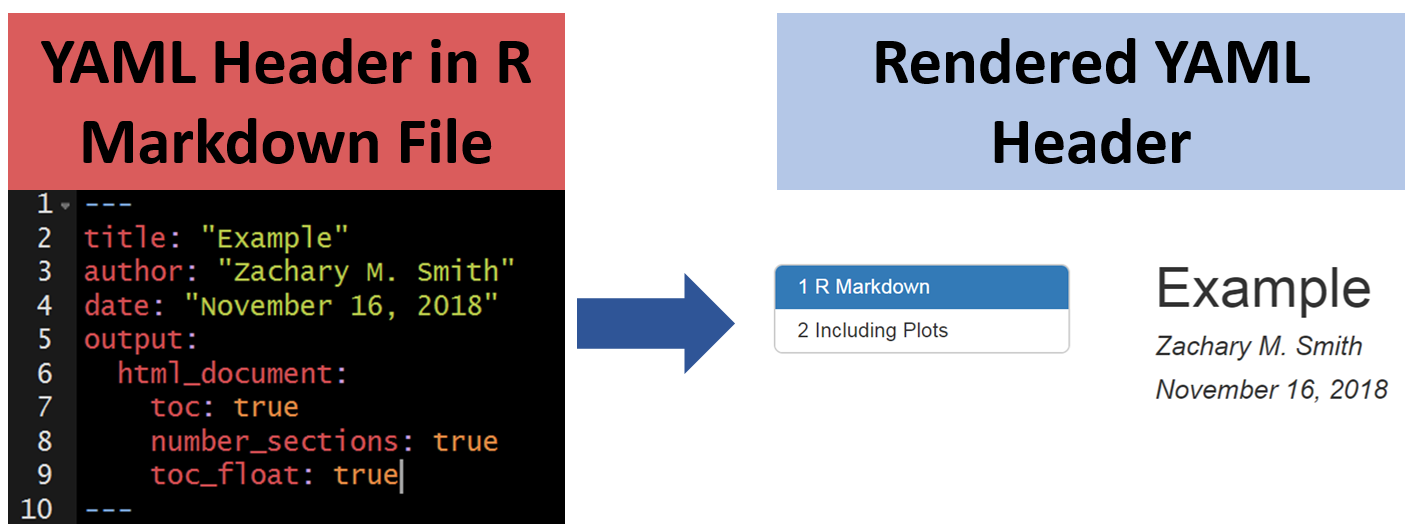 YAML Header in R
Markdown File
1 ---
2 title: "Example"
3 author: "Zachary M. Smith"
4 date: "November 16, 2018"
5 output:
6   html_document:
7     toc: true
8     number_sections: true
9     toc_float: true
10 ---
Rendered YAML
Header
1 R Markdown
2 Including Plots
Example
Zachary M. Smith
November 16, 2018